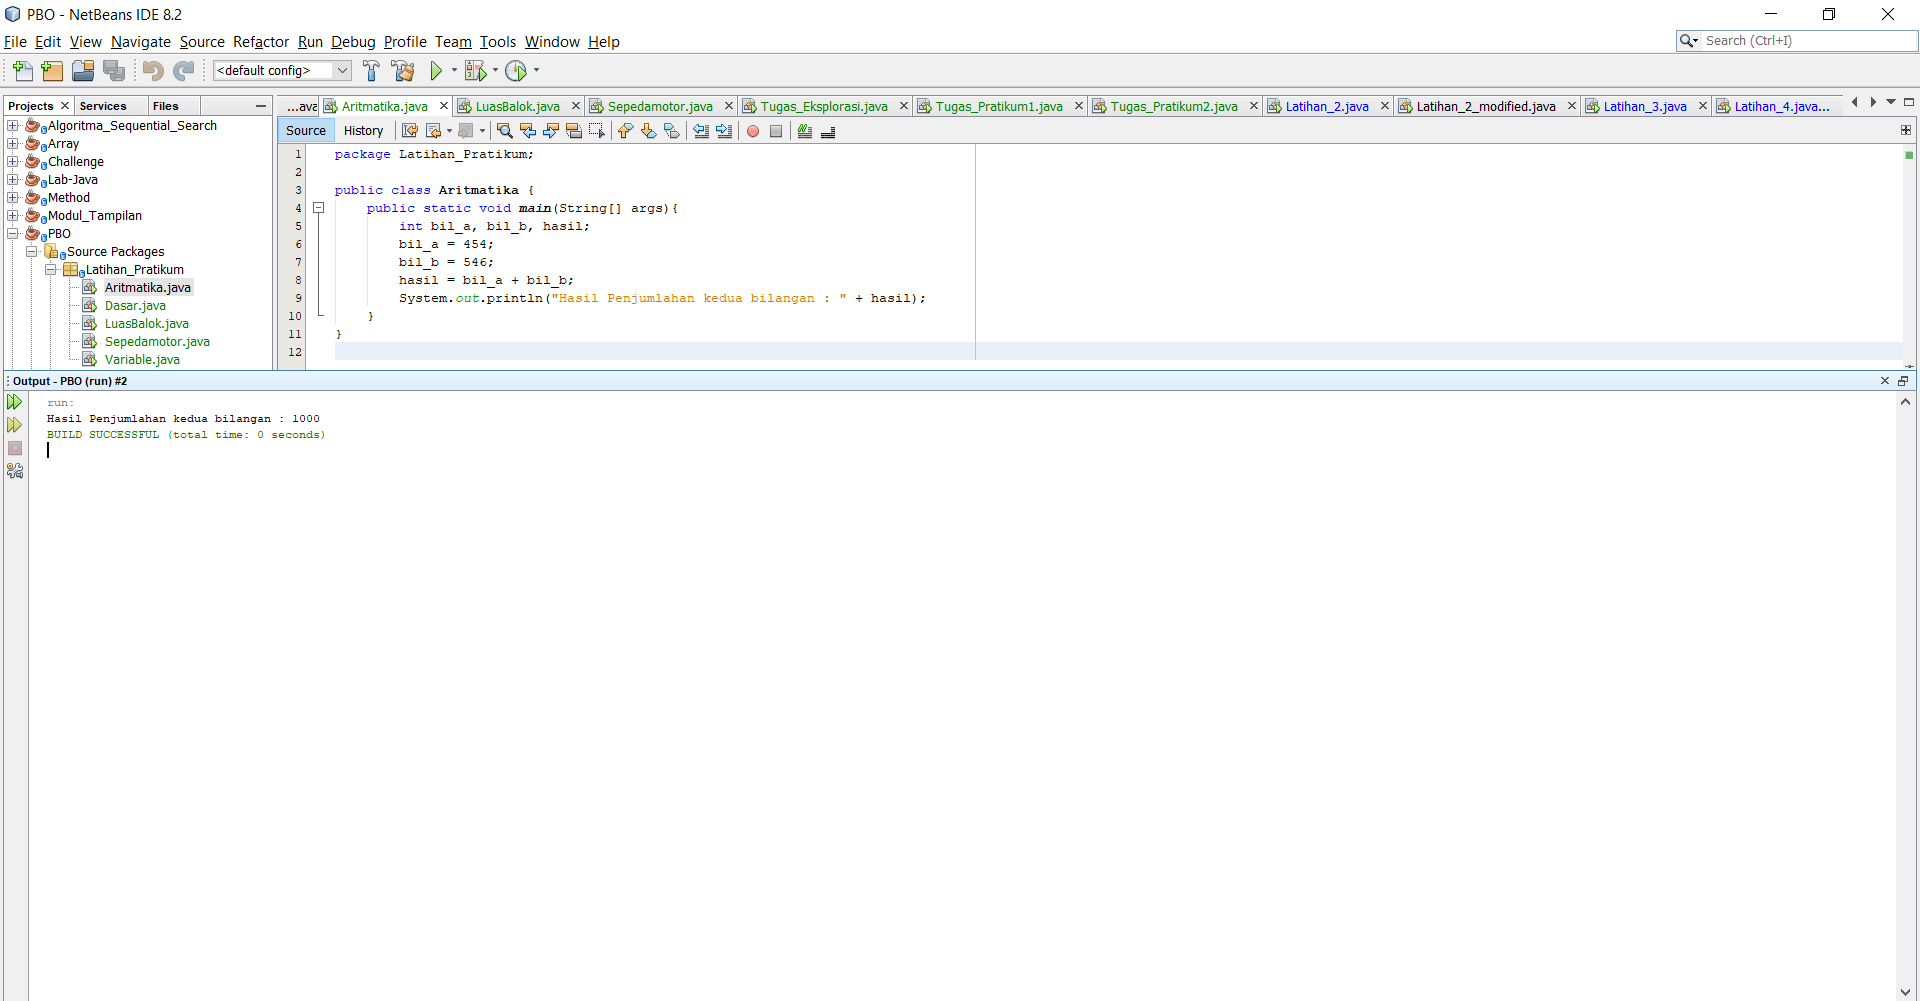 PBO - NetBeans IDE 8.2
File Edit View Navigate Source Refactor Run Debug Profile Team Tools Window Help
Search (Ctrl+I)
<default config>
Projects Services Files
...ava Aritmatika.java LuasBalok.java Sepedamotor.java Tugas_Eksplorasi.java Tugas_Pratikum1.java Tugas_Pratikum2.java Latihan_2.java Latihan_2_modified.java Latihan_3.java Latihan_4.java...
Algoritma_Sequential_Search
Array
Challenge
Lab-Java
Method
Modul_Tampilan
PBO
Source Packages
Latihan_Pratikum
Aritmatika.java
Dasar.java
LuasBalok.java
Sepedamotor.java
Variable.java
Source History
1 package Latihan_Pratikum;
2
3 public class Aritmatika {
4 public static void main(String[] args){
5 int bil_a, bil_b, hasil;
6 bil_a = 454;
7 bil_b = 546;
8 hasil = bil_a + bil_b;
9 System.out.println("Hasil Penjumlahan kedua bilangan : " + hasil);
10 }
11 }
12
Output - PBO (run) #2
run:
Hasil Penjumlahan kedua bilangan : 1000
BUILD SUCCESSFUL (total time: 0 seconds)